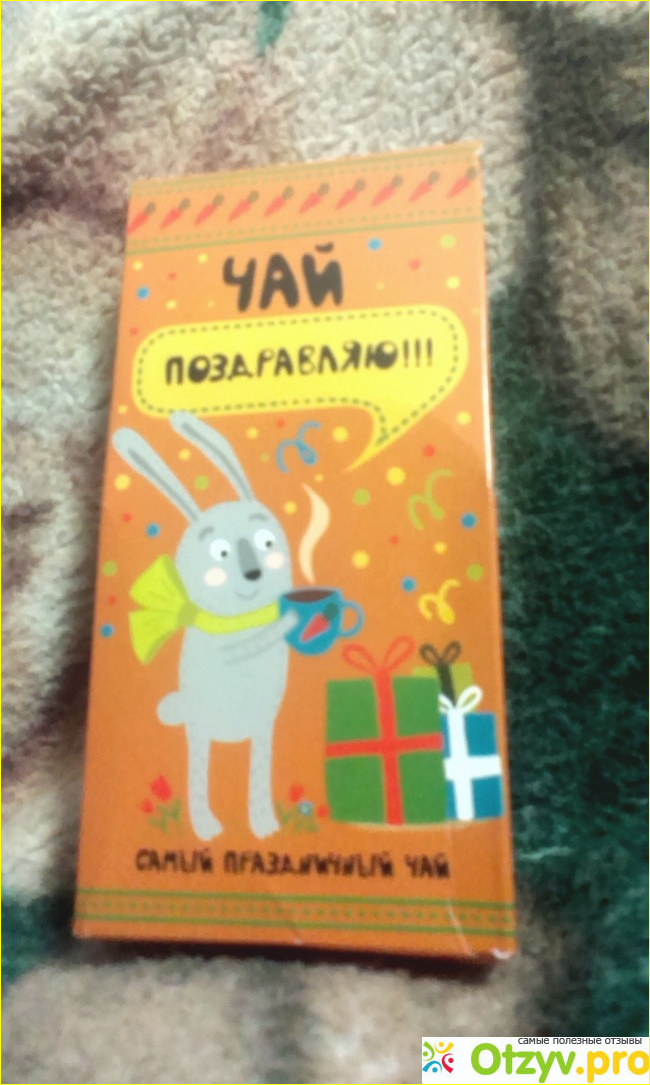 ЧАЙ
ПОЗДРАВЛЯЮ!!!
САМЫЙ ПРАЗДНИЧНЫЙ ЧАЙ
самые полезные отзывы
Otzyv.pro